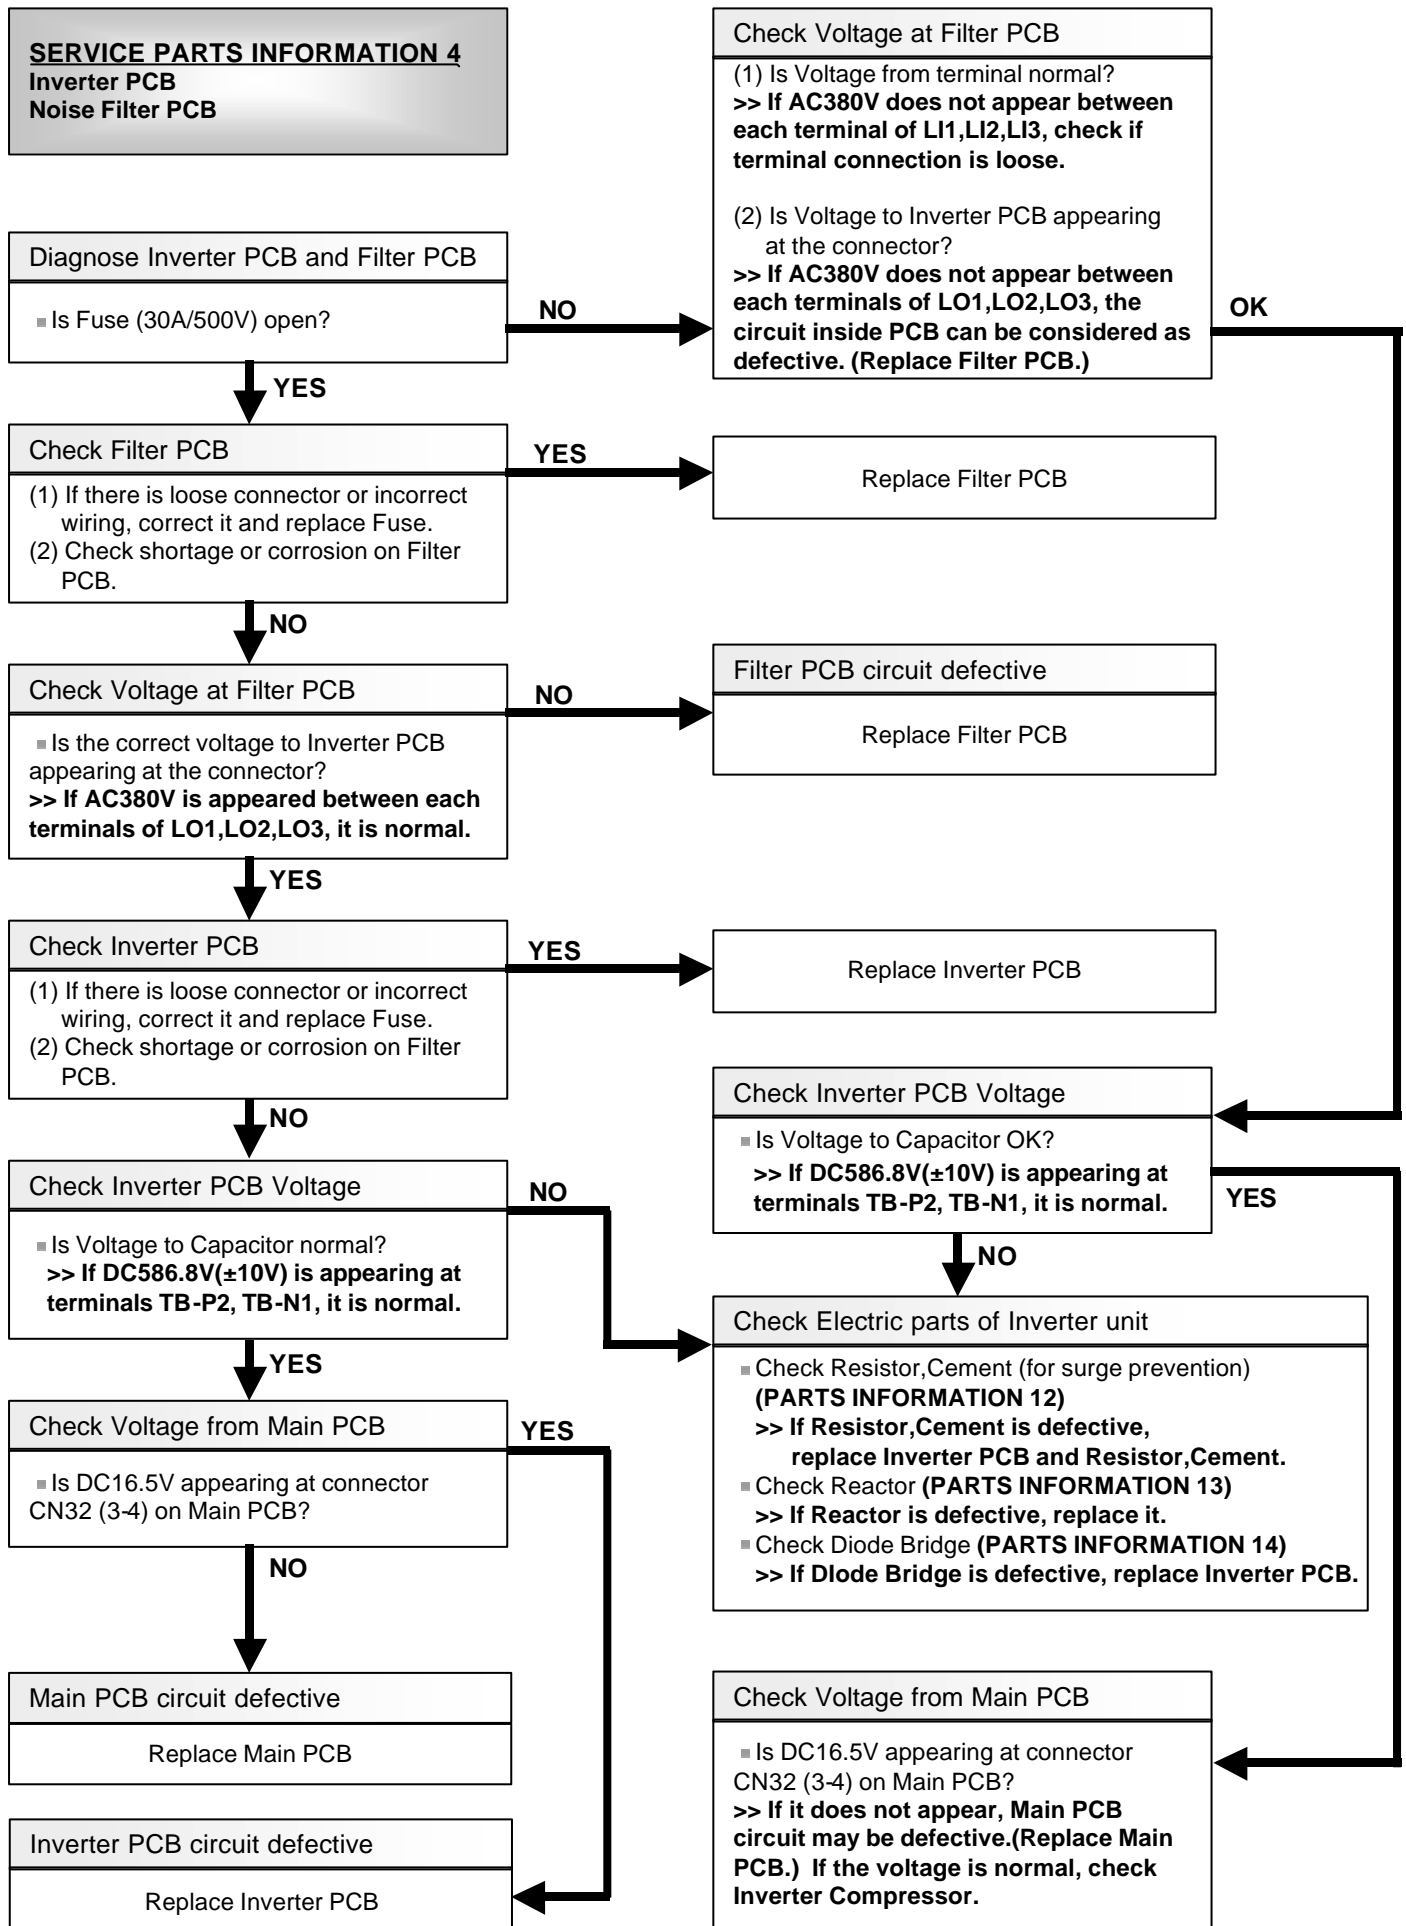 SERVICE PARTS INFORMATION 4
Inverter PCB
Noise Filter PCB
Diagnose Inverter PCB and Filter PCB
Is Fuse (30A/500V) open?
NO
YES
Check Voltage at Filter PCB
(1) Is Voltage from terminal normal?
>> If AC380V does not appear between
each terminal of LI1,LI2,LI3, check if
terminal connection is loose.
(2) Is Voltage to Inverter PCB appearing
at the connector?
>> If AC380V does not appear between
each terminals of LO1,LO2,LO3, the
circuit inside PCB can be considered as
defective. (Replace Filter PCB.)
OK
Check Filter PCB
(1) If there is loose connector or incorrect
wiring, correct it and replace Fuse.
(2) Check shortage or corrosion on Filter
PCB.
YES
Replace Filter PCB
NO
Check Voltage at Filter PCB
Is the correct voltage to Inverter PCB
appearing at the connector?
>> If AC380V is appeared between each
terminals of LO1,LO2,LO3, it is normal.
NO
Filter PCB circuit defective
Replace Filter PCB
YES
Check Inverter PCB
(1) If there is loose connector or incorrect
wiring, correct it and replace Fuse.
(2) Check shortage or corrosion on Filter
PCB.
YES
Replace Inverter PCB
NO
Check Inverter PCB Voltage
Is Voltage to Capacitor OK?
>> If DC586.8V(±10V) is appearing at
terminals TB-P2, TB-N1, it is normal.
YES
NO
Check Inverter PCB Voltage
Is Voltage to Capacitor normal?
>> If DC586.8V(±10V) is appearing at
terminals TB-P2, TB-N1, it is normal.
NO
YES
Check Electric parts of Inverter unit
Check Resistor,Cement (for surge prevention)
(PARTS INFORMATION 12)
>> If Resistor,Cement is defective,
replace Inverter PCB and Resistor,Cement.
Check Reactor (PARTS INFORMATION 13)
>> If Reactor is defective, replace it.
Check Diode Bridge (PARTS INFORMATION 14)
>> If DIode Bridge is defective, replace Inverter PCB.
Check Voltage from Main PCB
Is DC16.5V appearing at connector
CN32 (3-4) on Main PCB?
YES
NO
Main PCB circuit defective
Replace Main PCB
Inverter PCB circuit defective
Replace Inverter PCB
Check Voltage from Main PCB
Is DC16.5V appearing at connector
CN32 (3-4) on Main PCB?
>> If it does not appear, Main PCB
circuit may be defective.(Replace Main
PCB.) If the voltage is normal, check
Inverter Compressor.